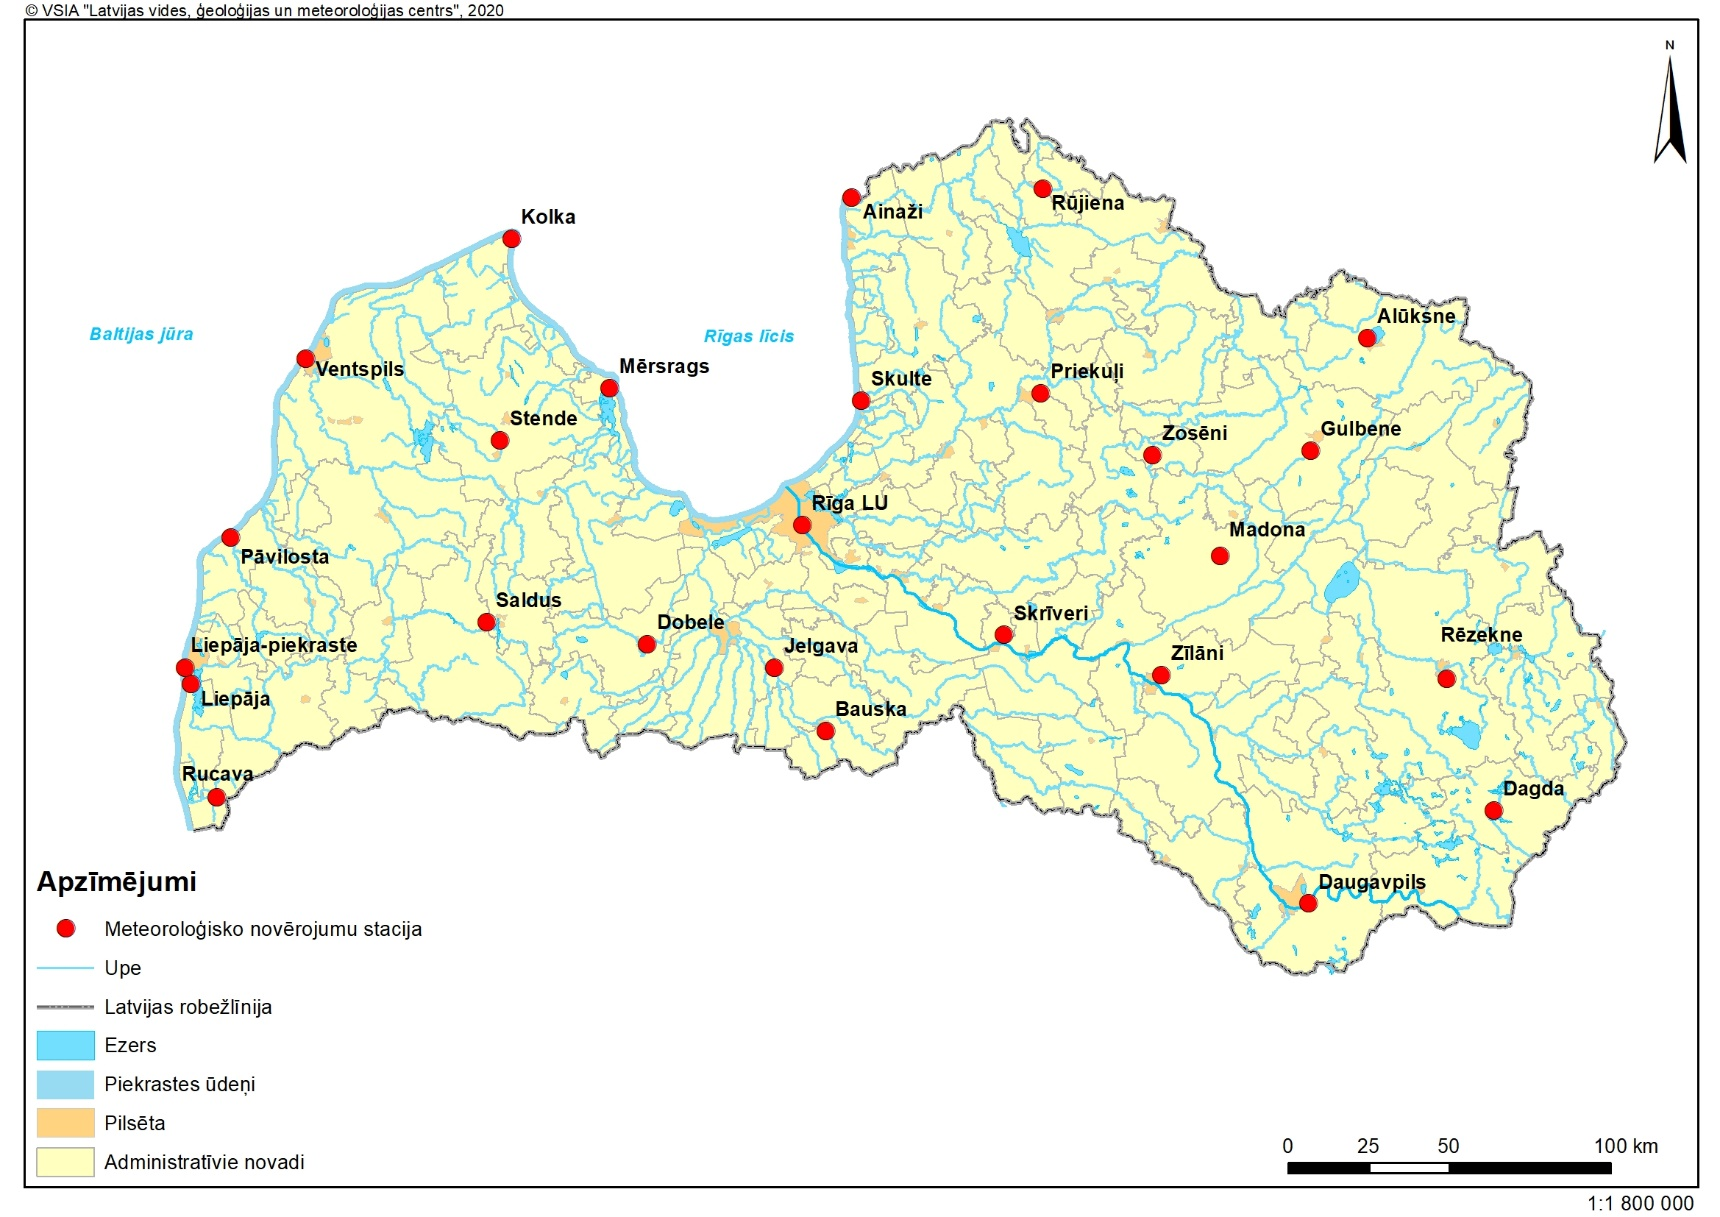 © VSIA "Latvijas vides, ģeoloģijas un meteoroloģijas centrs", 2020
N
Kolka
Ainaži
Rūjiena
Baltijas jūra
Rīgas līcis
Alūksne
Ventspils
Mērsrags
Skulte
Priekuļi
Stende
Zosēni
Gulbene
Rīga LU
Madona
Pāvilosta
Saldus
Dobele
Skrīveri
Rēzekne
Liepāja-piekraste
Jelgava
Zīlāni
Liepāja
Bauska
Rucava
Dagda
Daugavpils
Apzīmējumi
Meteoroloģisko novērojumu stacija
Upe
Latvijas robežlīnija
Ezers
Piekrastes ūdeņi
Pilsēta
Administratīvie novadi
0 25 50 100 km
1:1 800 000